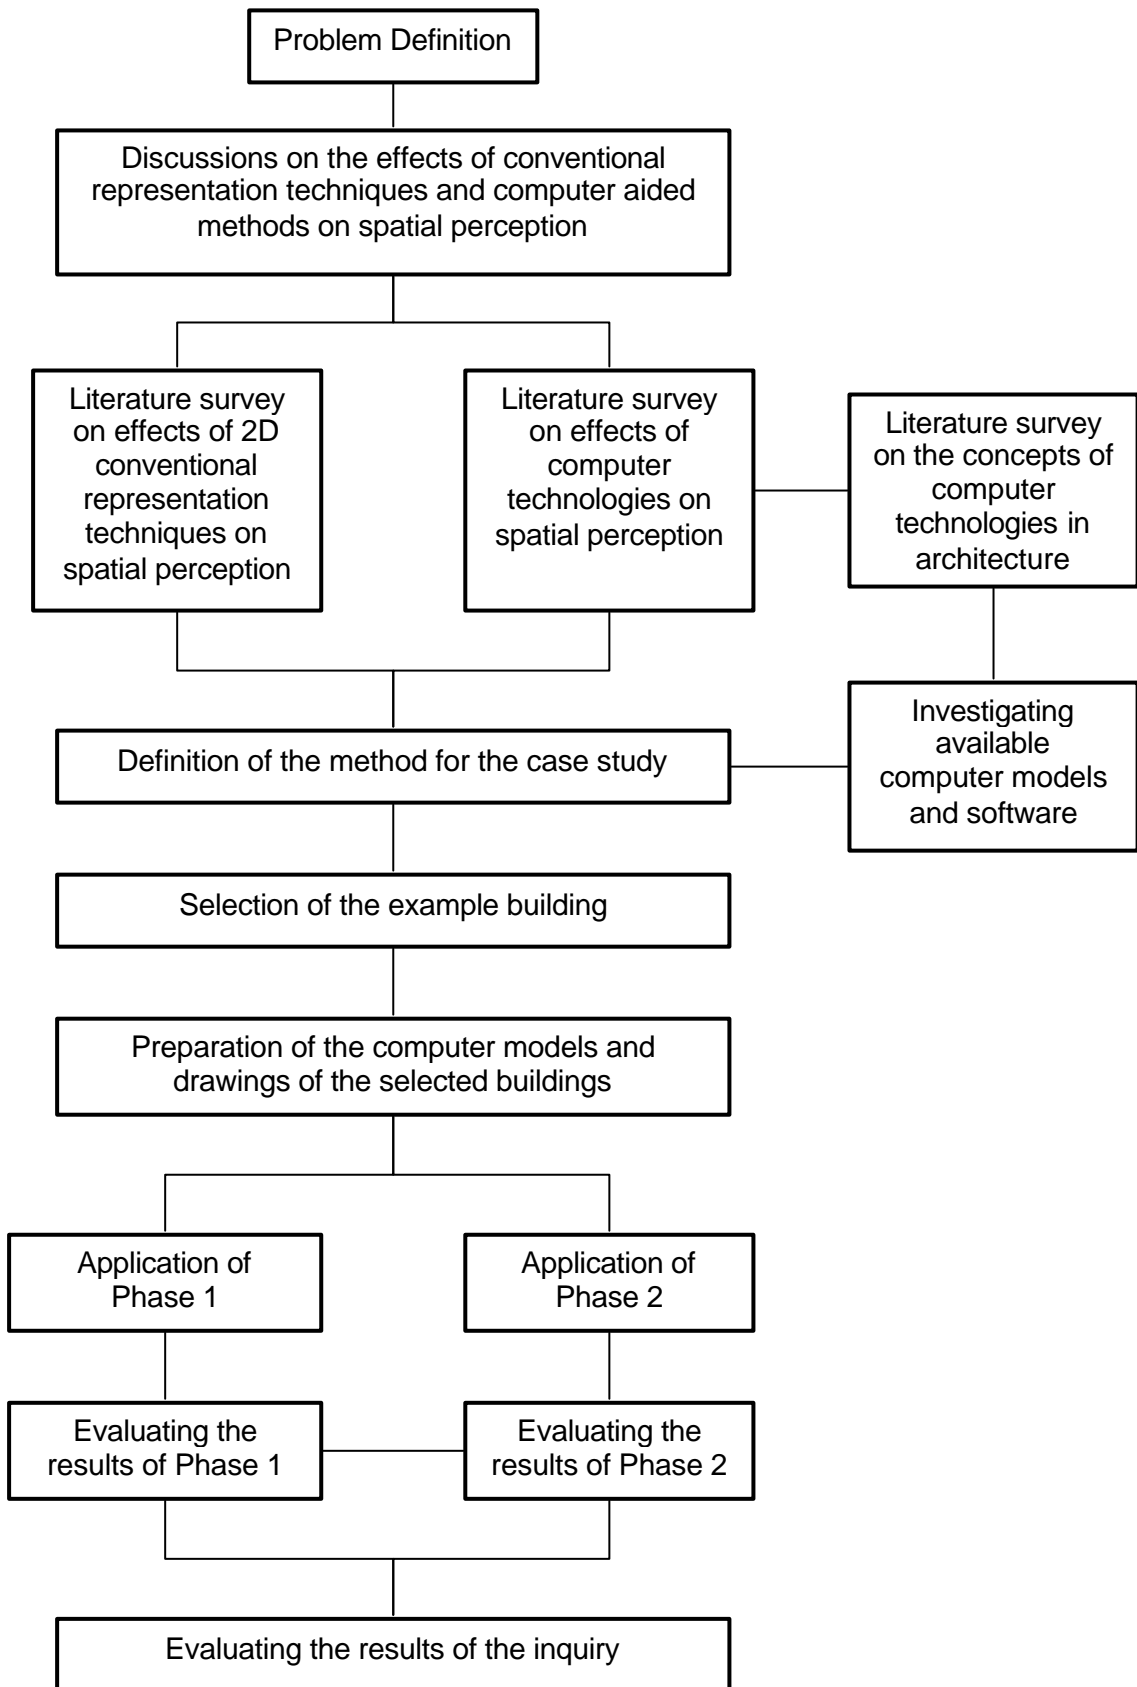 Problem Definition
Discussions on the effects of conventional
representation techniques and computer aided
methods on spatial perception
Literature survey
on effects of 2D
conventional
representation
techniques on
spatial perception
Literature survey
on effects of
computer
technologies on
spatial perception
Literature survey
on the concepts of
computer
technologies in
architecture
Investigating
available
computer models
and software
Definition of the method for the case study
Selection of the example building
Preparation of the computer models and
drawings of the selected buildings
Application of
Phase 1
Application of
Phase 2
Evaluating the
results of Phase 1
Evaluating the
results of Phase 2
Evaluating the results of the inquiry